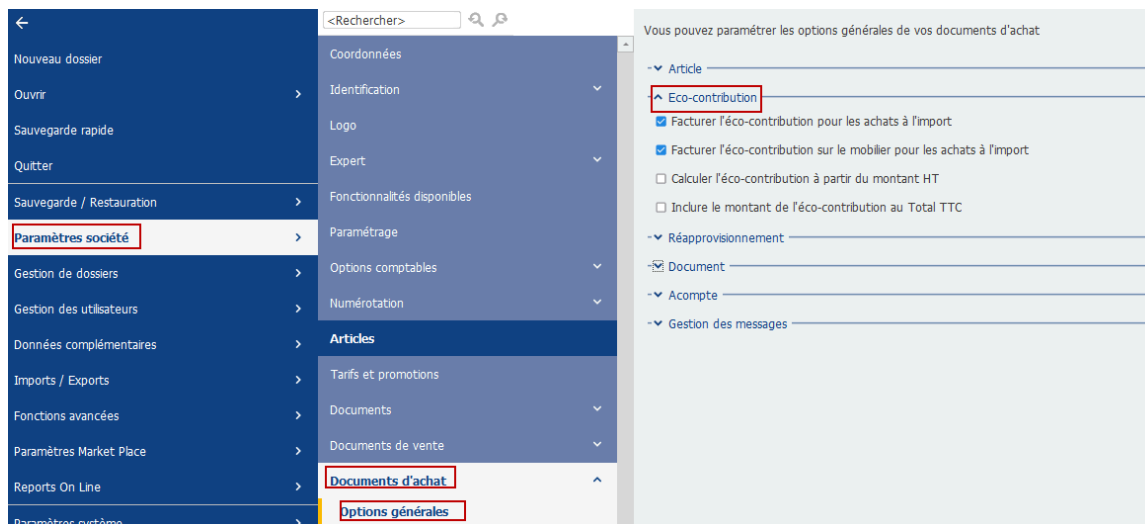 Nouveau dossier
Ouvrir
Sauvegarde rapide
Quitter
Sauvegarde / Restauration
Paramètres société
Gestion de dossiers
Gestion des utilisateurs
Données complémentaires
Imports / Exports
Fonctions avancées
Paramètres Market Place
Reports On Line
Paramètres système
<Rechercher>
Coordonnées
Identification
Logo
Expert
Fonctionnalités disponibles
Paramétrage
Options comptables
Numérotation
Articles
Tarifs et promotions
Documents
Documents de vente
Documents d'achat
Options générales
Vous pouvez paramétrer les options générales de vos documents d'achat
Article
Eco-contribution
Facturer l'éco-contribution pour les achats à l'import
Facturer l'éco-contribution sur le mobilier pour les achats à l'import
Calculer l'éco-contribution à partir du montant HT
Inclure le montant de l'éco-contribution au Total TTC
Réapprovisionnement
Document
Acompte
Gestion des messages